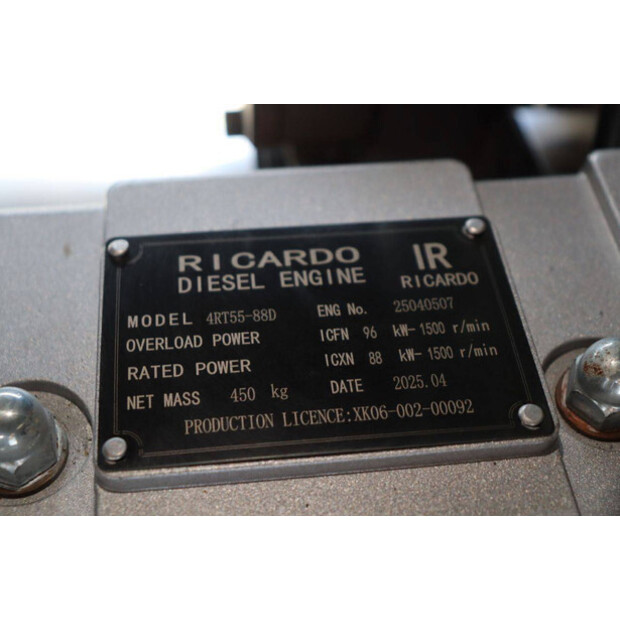 RICARDO IR
DIESEL ENGINE RICARDO
MODEL 4RT55-88D ENG No. 25040507
OVERLOAD POWER ICFN 96 kW-1500 r/min
RATED POWER ICXN 88 kW-1500 r/min
NET MASS 450 kg DATE 2025.04
PRODUCTION LICENCE:XK06-002-00092